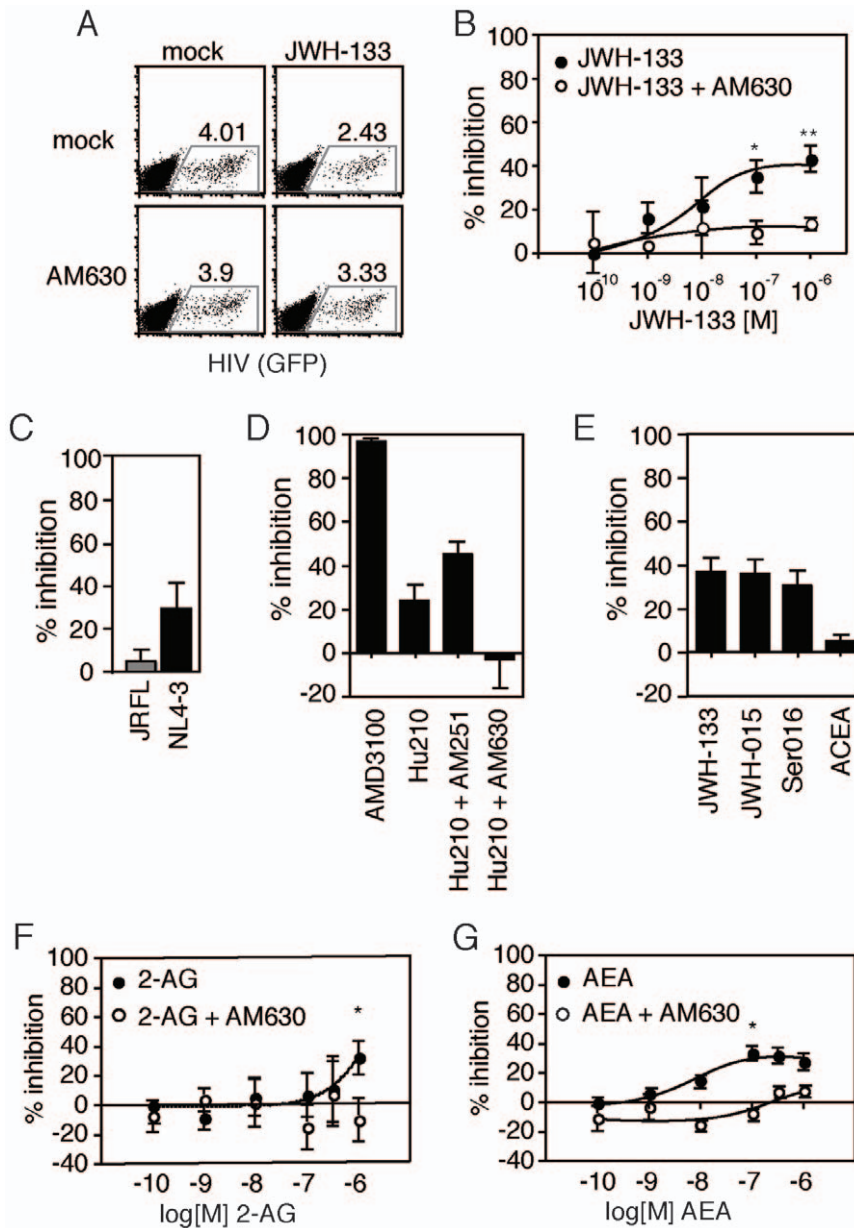 A
mock
JWH-133
mock
4.01
2.43
AM630
3.9
3.33
HIV (GFP)
B
JWH-133
JWH-133 + AM630
*
**
% inhibition
100
80
60
40
20
0
10^10
10^-9
10^-8
10^-7
10^-6
JWH-133 [M]
C
% inhibition
100
80
60
40
20
0
JRFL
NL4-3
D
% inhibition
100
80
60
40
20
0
-20
AMD3100
Hu210
Hu210 + AM251
Hu210 + AM630
E
% inhibition
100
80
60
40
20
0
-20
JWH-133
JWH-015
Ser016
ACEA
F
2-AG
2-AG + AM630
*
% inhibition
100
80
60
40
20
0
-20
-40
-10
-9
-8
-7
-6
log[M] 2-AG
G
AEA
AEA + AM630
*
% ihibition
100
80
60
40
20
0
-20
-40
-10
-9
-8
-7
-6
log[M] AEA